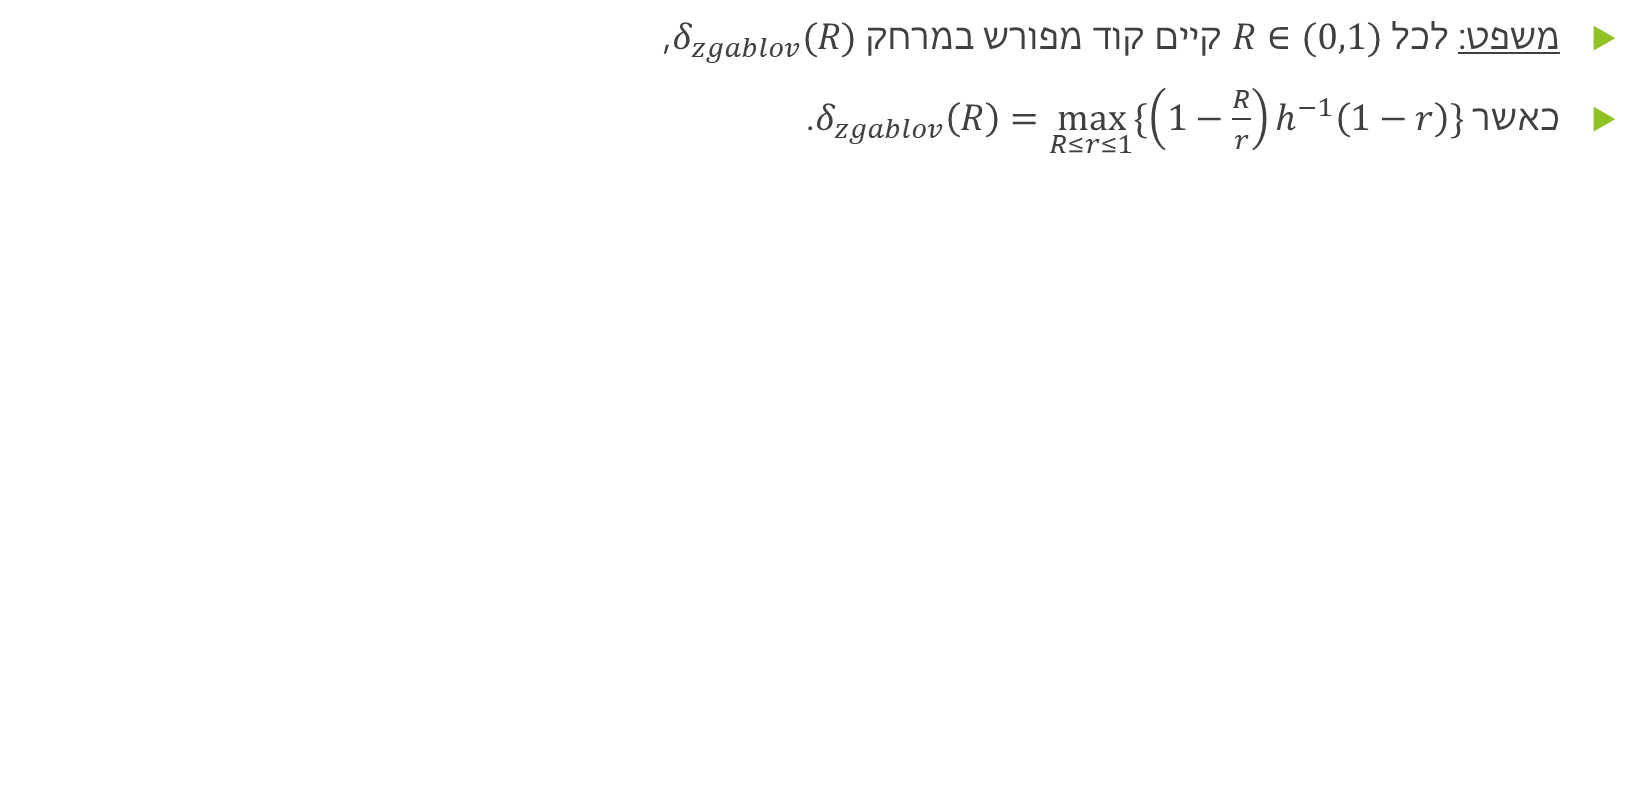 משפט: לכל R ∈ (0,1) קיים קוד מפורש במרחק δ_{zgablov}(R),
כאשר δ_{zgablov}(R) = max_{R≤r≤1}{(1 − R/r) h^{−1}(1 − r)}.